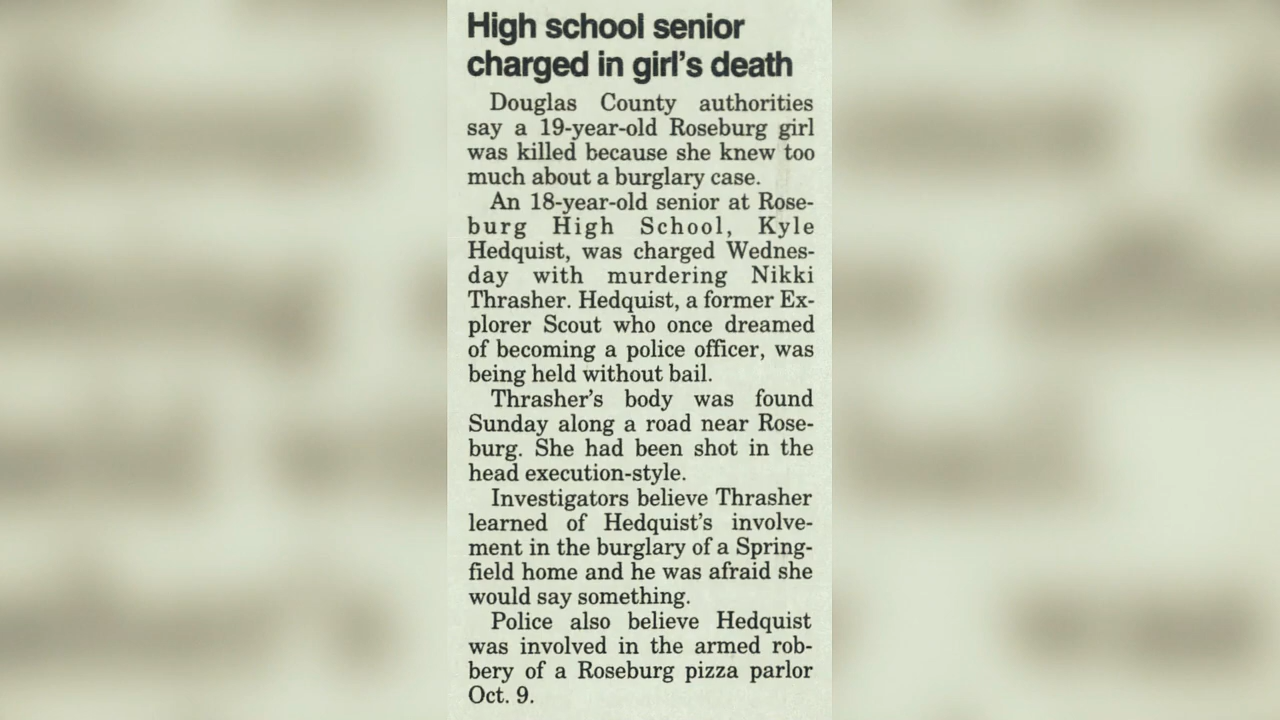 High school senior
charged in girl's death
Douglas County authorities
say a 19-year-old Roseburg girl
was killed because she knew too
much about a burglary case.
An 18-year-old senior at Rose-
burg High School, Kyle
Hedquist, was charged Wednes-
day with murdering Nikki
Thrasher. Hedquist, a former Ex-
plorer Scout who once dreamed
of becoming a police officer, was
being held without bail.
Thrasher's body was found
Sunday along a road near Rose-
burg. She had been shot in the
head execution-style.
Investigators believe Thrasher
learned of Hedquist's involve-
ment in the burglary of a Spring-
field home and he was afraid she
would say something.
Police also believe Hedquist
was involved in the armed rob-
bery of a Roseburg pizza parlor
Oct. 9.